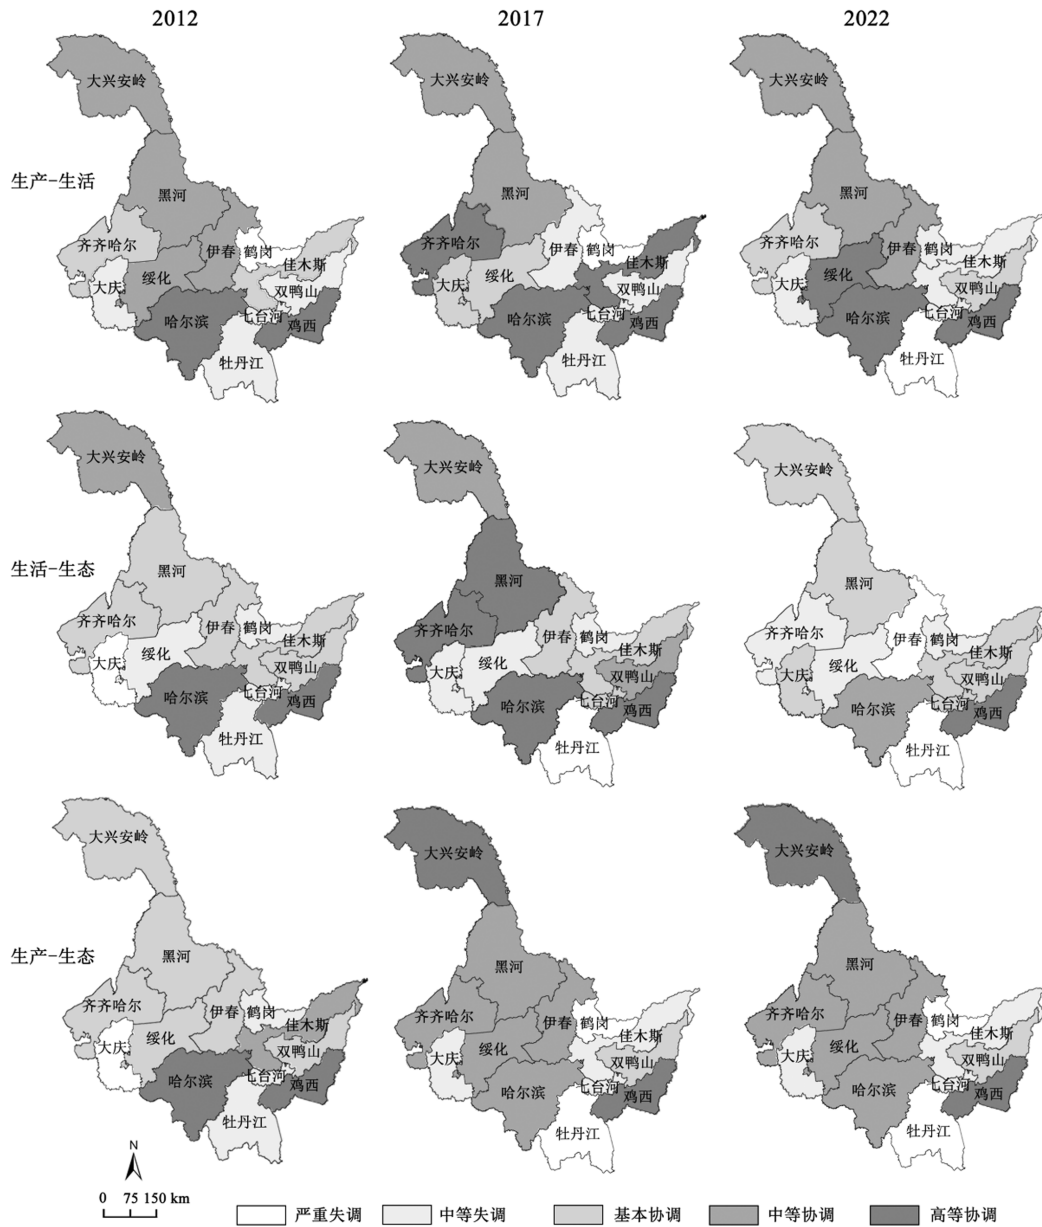 2012 2017 2022
生产-生活
大兴安岭
黑河
齐齐哈尔
伊春
鹤岗
佳木斯
绥化
大庆
双鸭山
哈尔滨
七台河
鸡西
牡丹江
大兴安岭
黑河
齐齐哈尔
伊春
鹤岗
佳木斯
绥化
大庆
双鸭山
哈尔滨
七台河
鸡西
牡丹江
大兴安岭
黑河
齐齐哈尔
伊春
鹤岗
佳木斯
绥化
大庆
双鸭山
哈尔滨
七台河
鸡西
牡丹江
生活-生态
大兴安岭
黑河
齐齐哈尔
伊春
鹤岗
佳木斯
绥化
大庆
双鸭山
哈尔滨
七台河
鸡西
牡丹江
大兴安岭
黑河
齐齐哈尔
伊春
鹤岗
佳木斯
绥化
大庆
双鸭山
哈尔滨
七台河
鸡西
牡丹江
大兴安岭
黑河
齐齐哈尔
伊春
鹤岗
佳木斯
绥化
大庆
双鸭山
哈尔滨
七台河
鸡西
牡丹江
生产-生态
大兴安岭
黑河
齐齐哈尔
伊春
鹤岗
佳木斯
绥化
大庆
双鸭山
哈尔滨
七台河
鸡西
牡丹江
大兴安岭
黑河
齐齐哈尔
伊春
鹤岗
佳木斯
绥化
大庆
双鸭山
哈尔滨
七台河
鸡西
牡丹江
大兴安岭
黑河
齐齐哈尔
伊春
鹤岗
佳木斯
绥化
大庆
双鸭山
哈尔滨
七台河
鸡西
牡丹江
N
0 75 150 km
严重失调 中等失调 基本协调 中等协调 高等协调